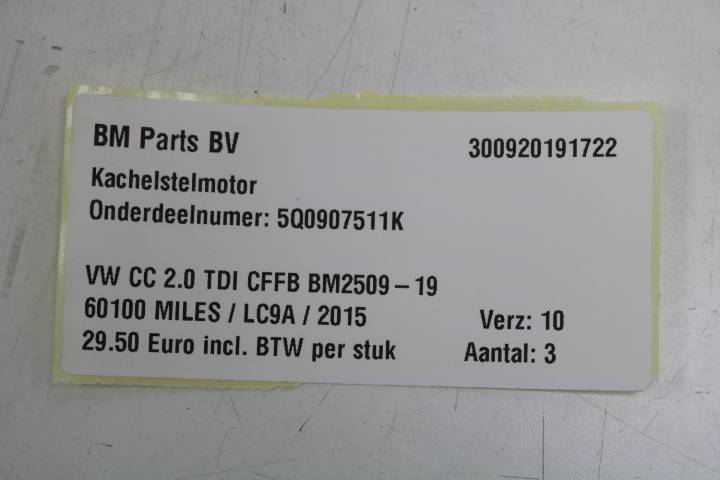 BM Parts BV 300920191722
Kachelstelmotor
Onderdeelnumer: 5Q0907511K
VW CC 2.0 TDI CFFB BM2509-19
60100 MILES / LC9A / 2015 Verz: 10
29.50 Euro incl. BTW per stuk Aantal: 3